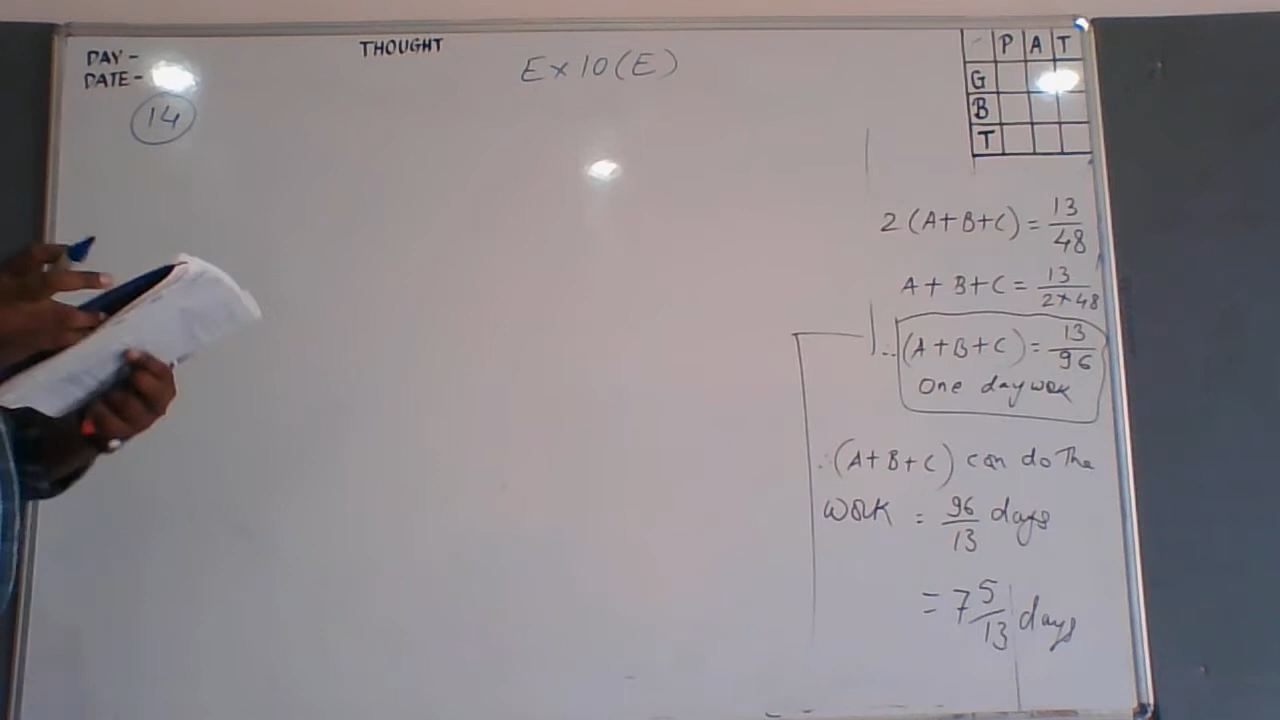 DAY -
DATE -
THOUGHT
Ex 10 (E)
P A T
G
B
T
14
2 (A+B+C) = 13/48
A + B + C = 13/2×48
∴ (A+B+C) = 13/96
One day work
∴ (A+B+C) can do the
work = 96/13 days
= 7 5/13 days